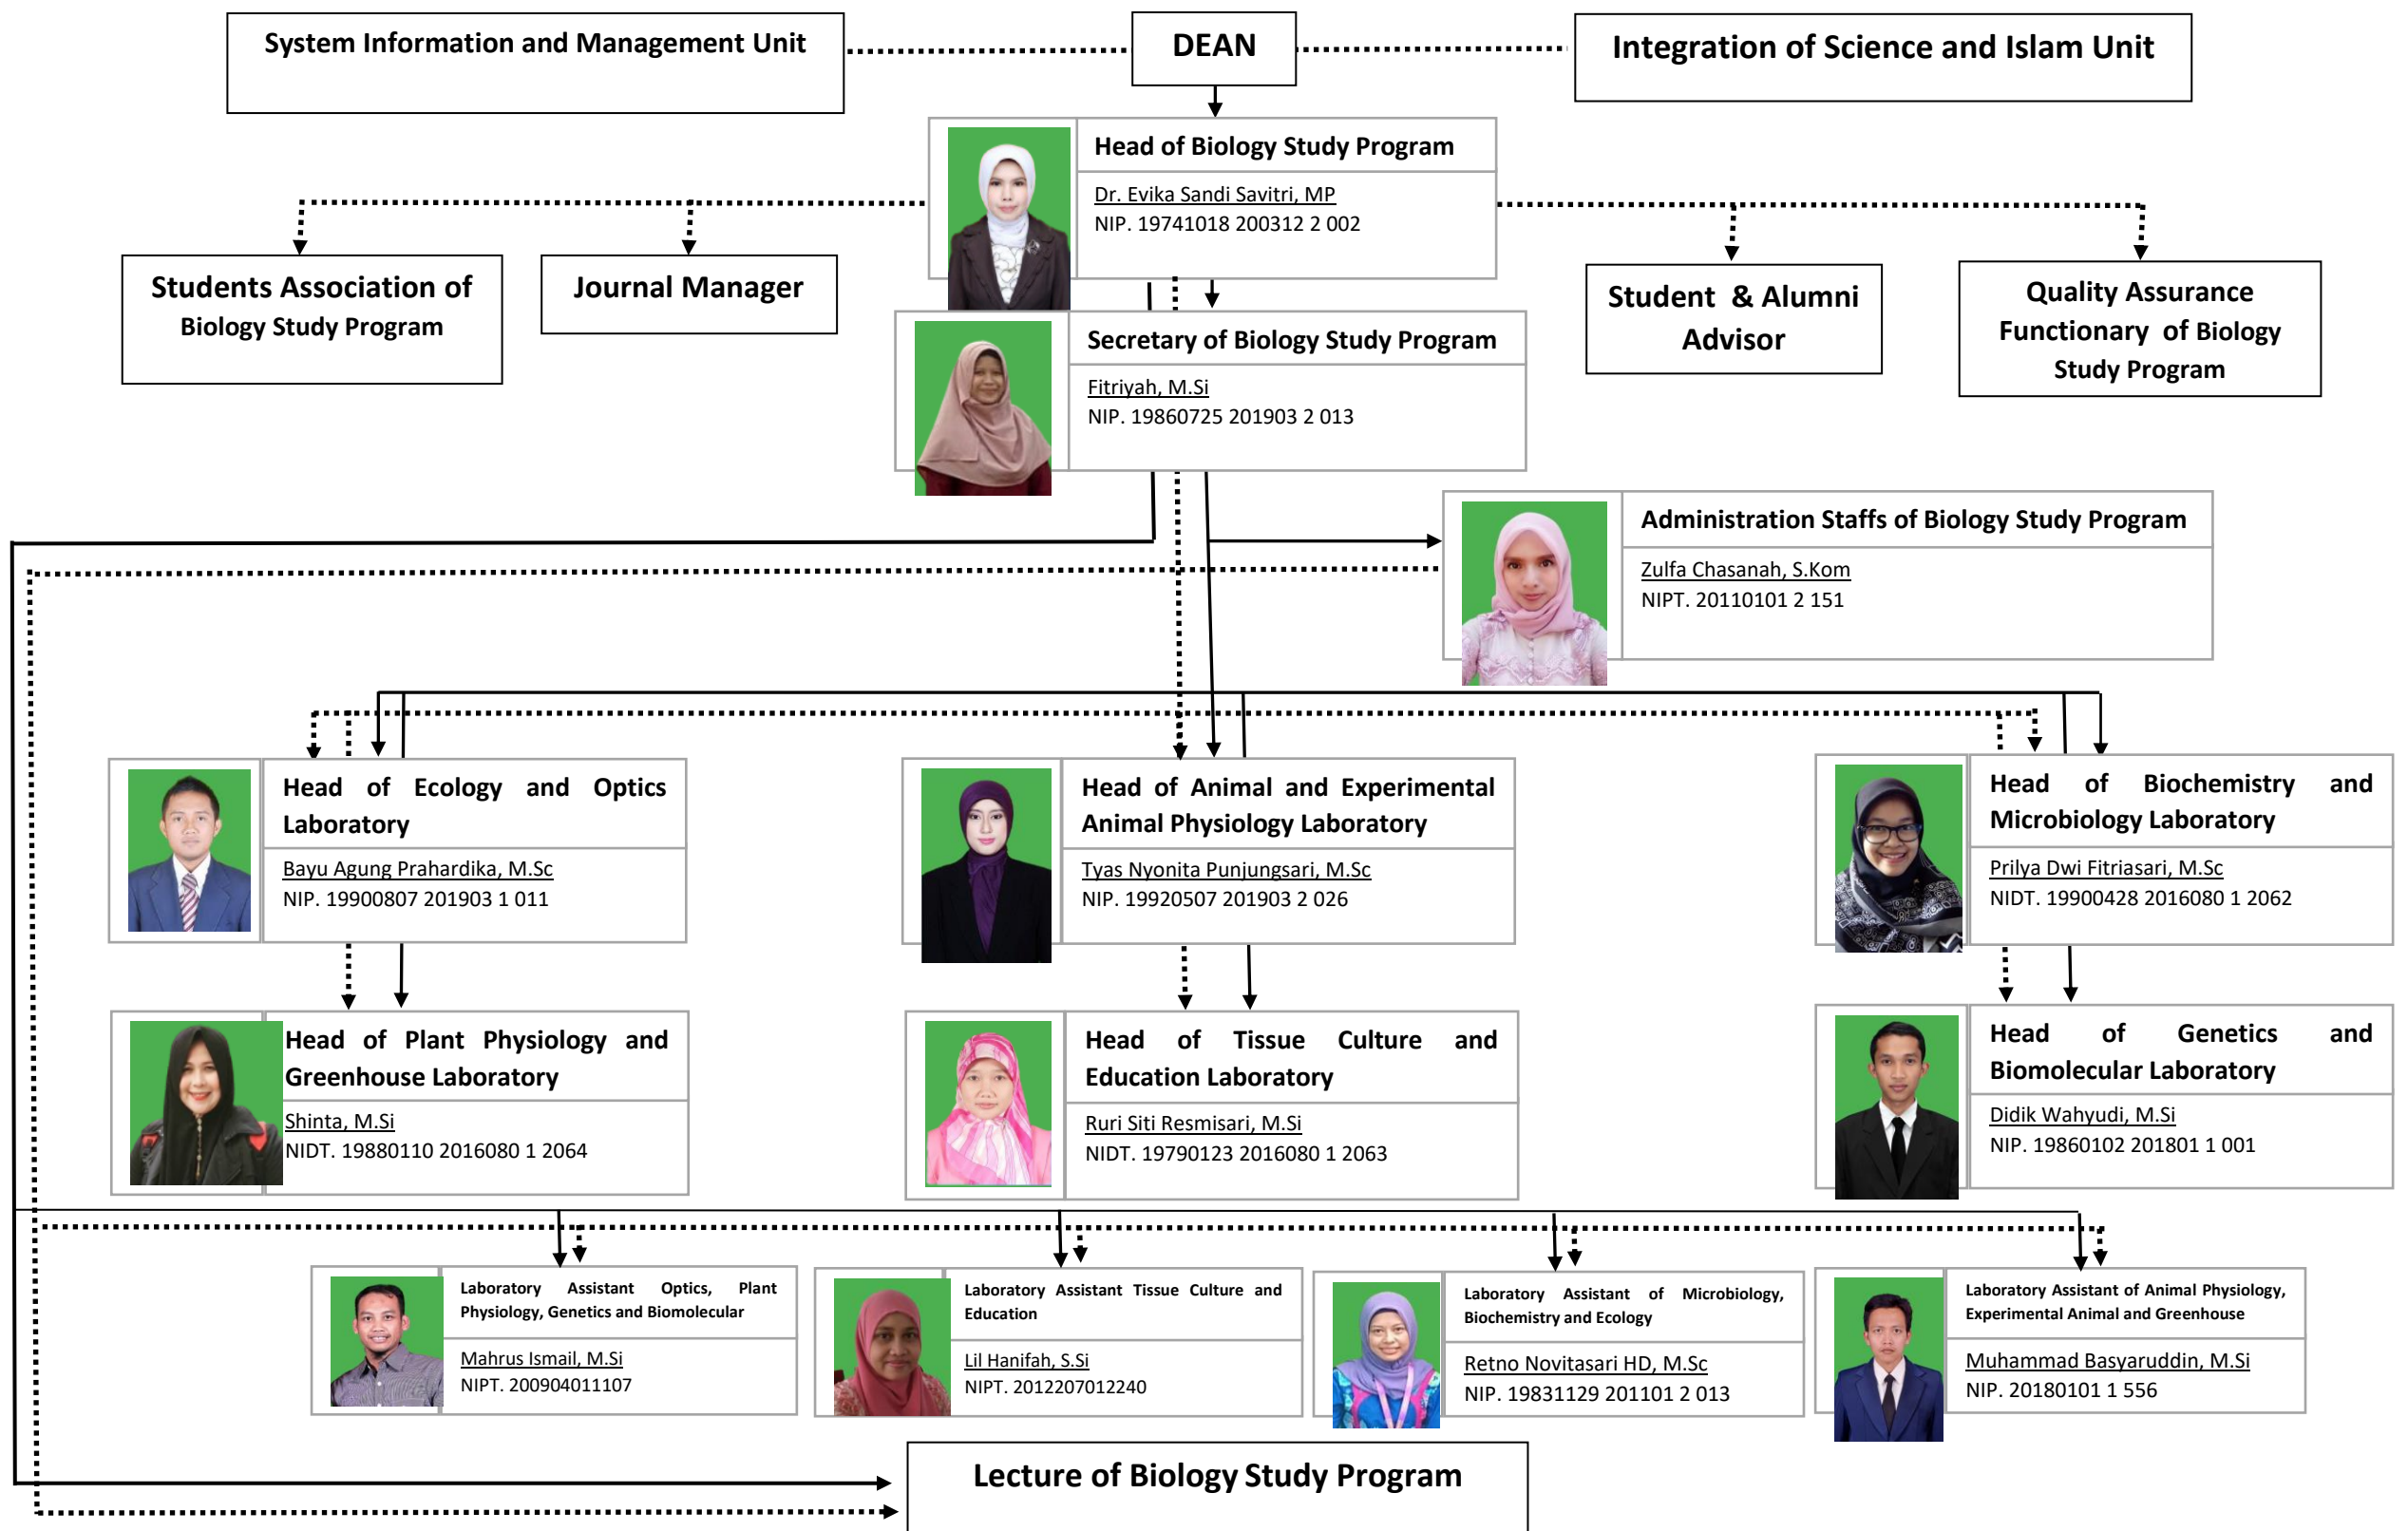 System Information and Management Unit
DEAN
Integration of Science and Islam Unit
Head of Biology Study Program
Dr. Evika Sandi Savitri, MP
NIP. 19741018 200312 2 002
Students Association of
Biology Study Program
Journal Manager
Student & Alumni
Advisor
Quality Assurance
Functionary of Biology
Study Program
Secretary of Biology Study Program
Fitriyah, M.Si
NIP. 19860725 201903 2 013
Administration Staffs of Biology Study Program
Zulfa Chasanah, S.Kom
NIPT. 20110101 2 151
Head of Ecology and Optics
Laboratory
Bayu Agung Prahardika, M.Sc
NIP. 19900807 201903 1 011
Head of Animal and Experimental
Animal Physiology Laboratory
Tyas Nyonita Punjungsari, M.Sc
NIP. 19920507 201903 2 026
Head of Biochemistry and
Microbiology Laboratory
Prilya Dwi Fitriasari, M.Sc
NIDT. 19900428 2016080 1 2062
Head of Plant Physiology and
Greenhouse Laboratory
Shinta, M.Si
NIDT. 19880110 2016080 1 2064
Head of Tissue Culture and
Education Laboratory
Ruri Siti Resmisari, M.Si
NIDT. 19790123 2016080 1 2063
Head of Genetics and
Biomolecular Laboratory
Didik Wahyudi, M.Si
NIP. 19860102 201801 1 001
Laboratory Assistant Optics, Plant
Physiology, Genetics and Biomolecular
Mahrus Ismail, M.Si
NIPT. 200904011107
Laboratory Assistant Tissue Culture and
Education
Lil Hanifah, S.Si
NIPT. 2012207012240
Laboratory Assistant of Microbiology,
Biochemistry and Ecology
Retno Novitasari HD, M.Sc
NIP. 19831129 201101 2 013
Laboratory Assistant of Animal Physiology,
Experimental Animal and Greenhouse
Muhammad Basyaruddin, M.Si
NIP. 20180101 1 556
Lecture of Biology Study Program